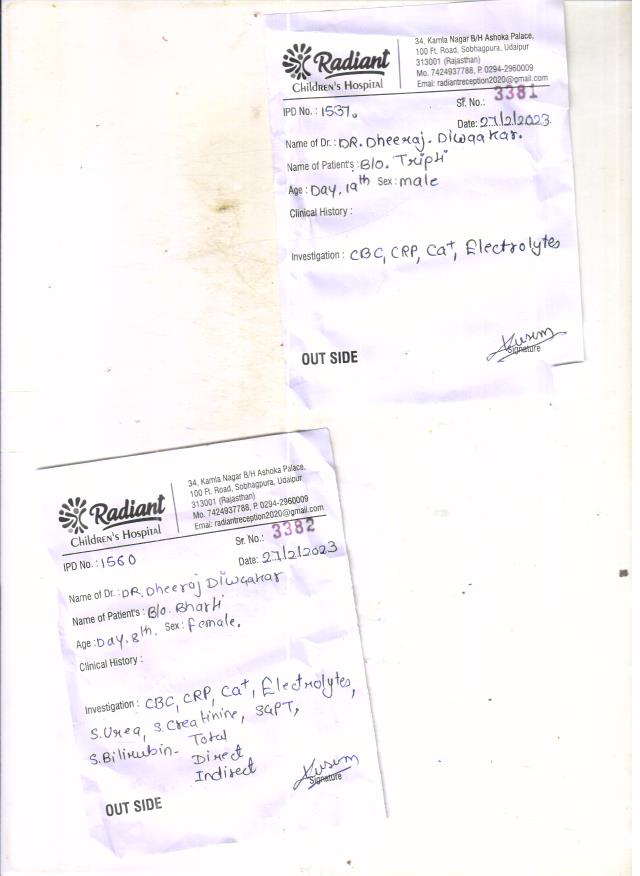 Radiant
Children's Hospital
34, Kamla Nagar B/H Ashoka Palace,
100 Ft. Road, Sobhagpura, Udaipur
313001 (Rajasthan)
Mo. 7424937788, P. 0294-2960009
Emai: radiantreception2020@gmail.com
IPD No. : 1537. Sr. No.: 3381
Date: 27/2/2023
Name of Dr. : DR. Dheeraj. Diwaakar.
Name of Patient's : B/o. Tripti
Age : Day. 19th Sex : male
Clinical History :
Investigation : CBC, CRP, Ca+, Electrolytes
Kusum
Signature
OUT SIDE
Radiant
Children's Hospital
34, Kamla Nagar B/H Ashoka Palace,
100 Ft. Road, Sobhagpura, Udaipur
313001 (Rajasthan)
Mo. 7424937788, P. 0294-2960009
Emai: radiantreception2020@gmail.com
Sr. No.: 3382
IPD No. : 1560 Date: 27/2/2023
Name of Dr. : DR. Dheeraj Diwaakar
Name of Patient's : B/o. Bharti
Age : Day. 8th. Sex : female.
Clinical History :
Investigation : CBC, CRP, Ca+, Electrolytes,
S. Urea, S. Creatinine, SGPT,
S. Bilirubin- Total
Direct
Indirect
Kusum
Signature
OUT SIDE